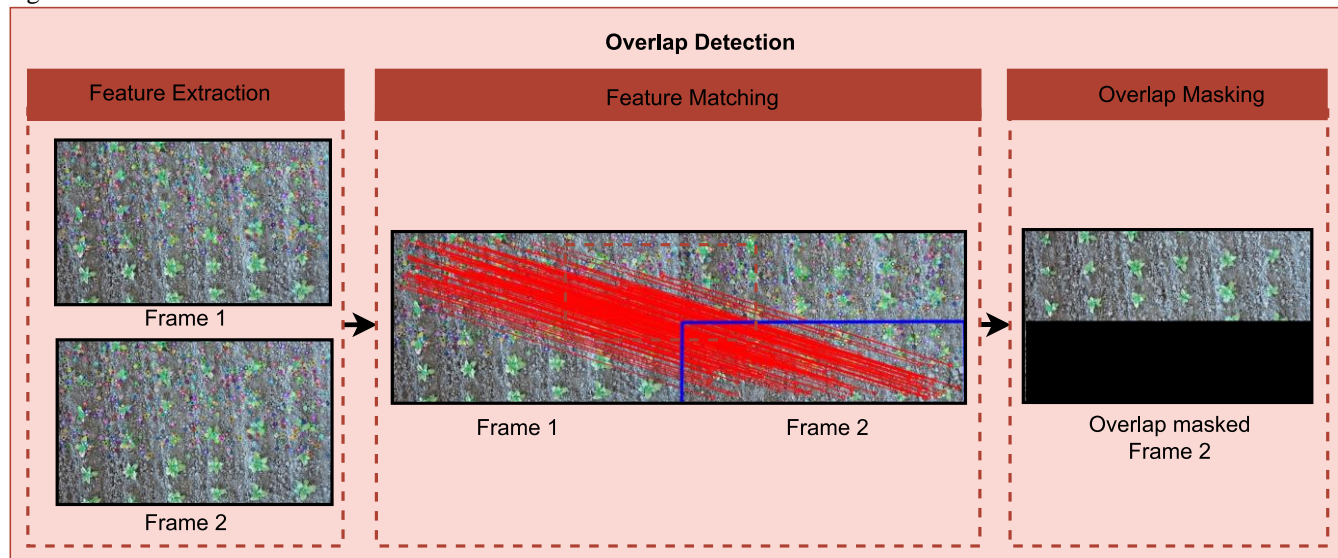 Overlap Detection
Feature Extraction
Feature Matching
Overlap Masking
Frame 1
Frame 2
Frame 1
Frame 2
Overlap masked
Frame 2